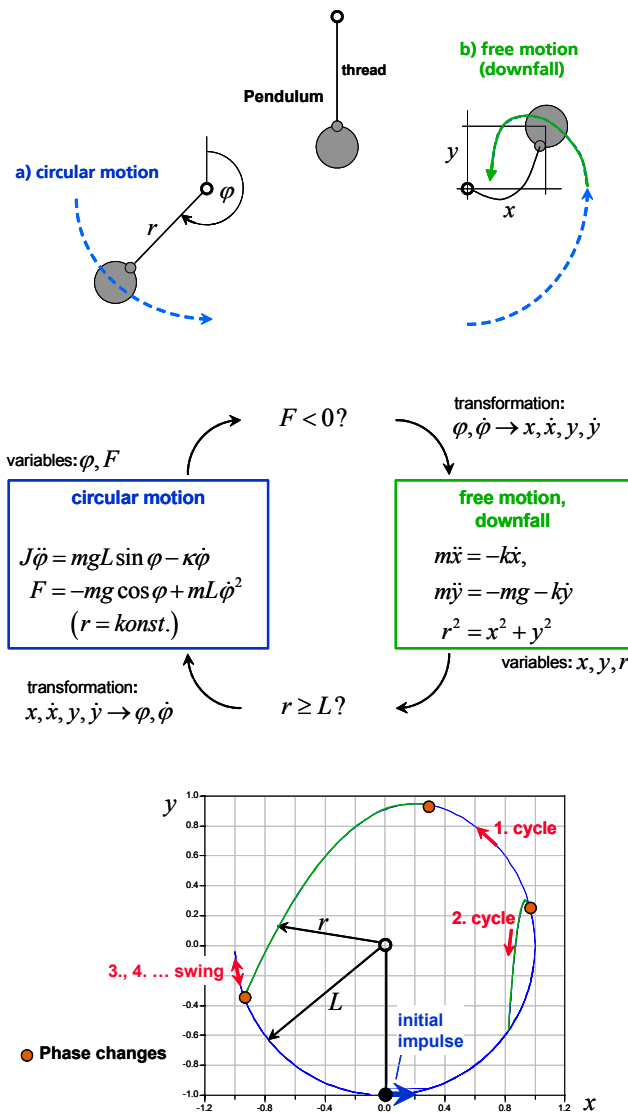 thread
Pendulum
b) free motion
(downfall)
a) circular motion
φ
r
y
x
F < 0?
transformation:
φ, φ̇ → x, ẋ, y, ẏ
variables: φ, F
circular motion
Jφ̈ = mgL sin φ − κφ̇
F = −mg cos φ + mLφ̇²
(r = konst.)
free motion,
downfall
mẍ = −kẋ,
mÿ = −mg − kẏ
r² = x² + y²
variables: x, y, r
transformation:
x, ẋ, y, ẏ → φ, φ̇
r ≥ L?
y
1.0
0.8
0.6
0.4
0.2
0.0
-0.2
-0.4
-0.6
-0.8
-1.0
1. cycle
2. cycle
r
3., 4. ... swing
L
initial
impulse
Phase changes
-1.2 -0.8 -0.4 0.0 0.4 0.8 1.2
x